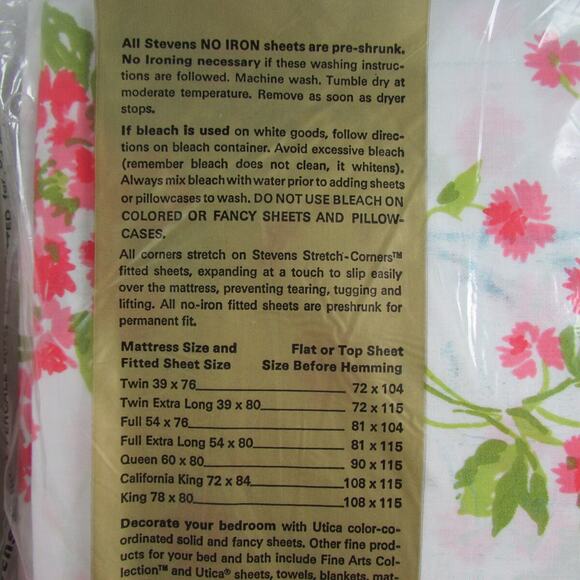 All Stevens NO IRON sheets are pre-shrunk.
No Ironing necessary if these washing instruc-
tions are followed. Machine wash. Tumble dry at
moderate temperature. Remove as soon as dryer
stops.
If bleach is used on white goods, follow direc-
tions on bleach container. Avoid excessive bleach
(remember bleach does not clean, it whitens).
Always mix bleach with water prior to adding sheets
or pillowcases to wash. DO NOT USE BLEACH ON
COLORED OR FANCY SHEETS AND PILLOW-
CASES.
All corners stretch on Stevens Stretch-Corners™
fitted sheets, expanding at a touch to slip easily
over the mattress, preventing tearing, tugging and
lifting. All no-iron fitted sheets are preshrunk for
permanent fit.
Mattress Size and Flat or Top Sheet
Fitted Sheet Size Size Before Hemming
Twin 39 x 76 72 x 104
Twin Extra Long 39 x 80 72 x 115
Full 54 x 76 81 x 104
Full Extra Long 54 x 80 81 x 115
Queen 60 x 80 90 x 115
California King 72 x 84 108 x 115
King 78 x 80 108 x 115
Decorate your bedroom with Utica color-co-
ordinated solid and fancy sheets. Other fine prod-
ucts for your bed and bath include Fine Arts Col-
lection™ and Utica® sheets, towels, blankets, mat-